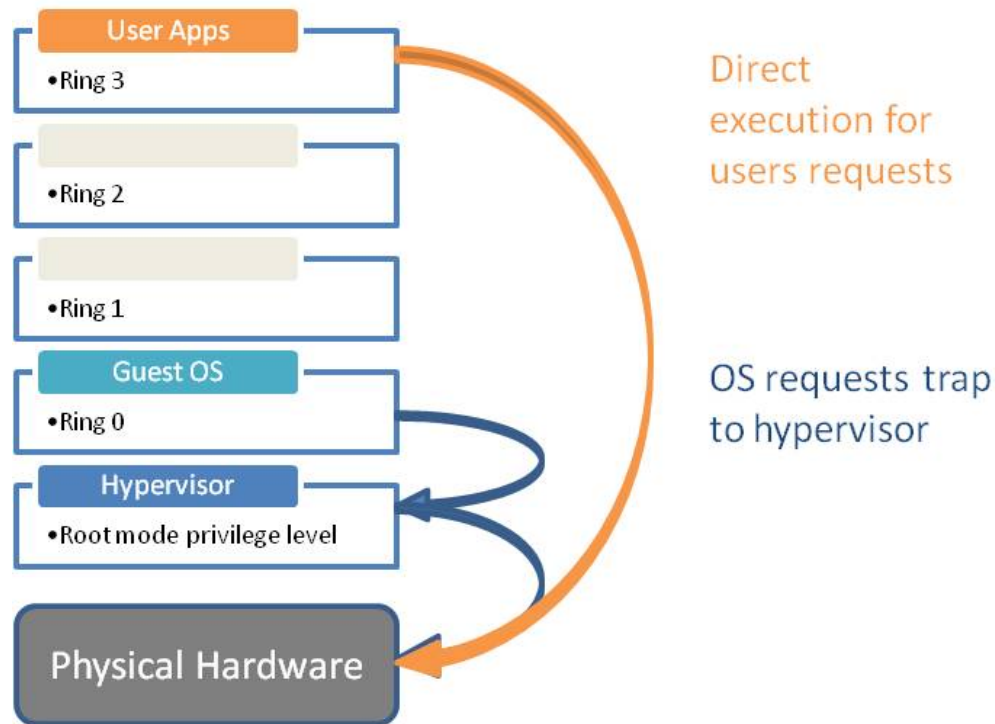 User Apps
•Ring 3
•Ring 2
•Ring 1
Guest OS
•Ring 0
Hypervisor
•Root mode privilege level
Physical Hardware
Direct
execution for
users requests
OS requests trap
to hypervisor